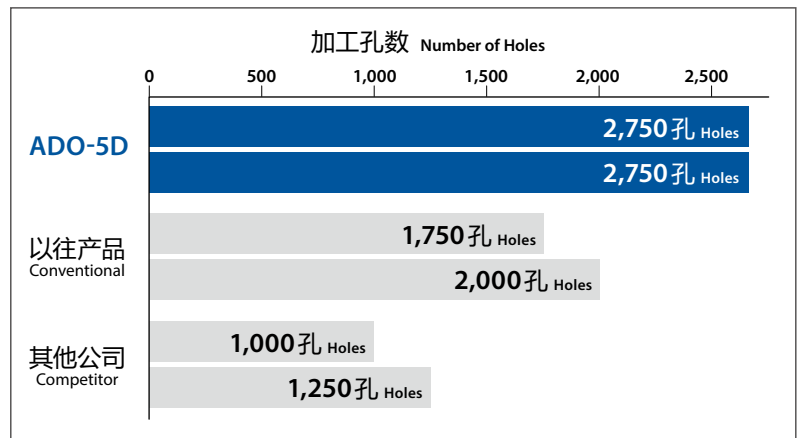 加工孔数 Number of Holes
0 500 1,000 1,500 2,000 2,500
ADO-5D
2,750孔 Holes
2,750孔 Holes
以往产品
Conventional
1,750孔 Holes
2,000孔 Holes
其他公司
Competitor
1,000孔 Holes
1,250孔 Holes